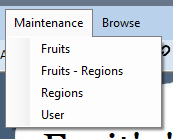 Maintenance Browse
Fruits
Fruits - Regions
Regions
User